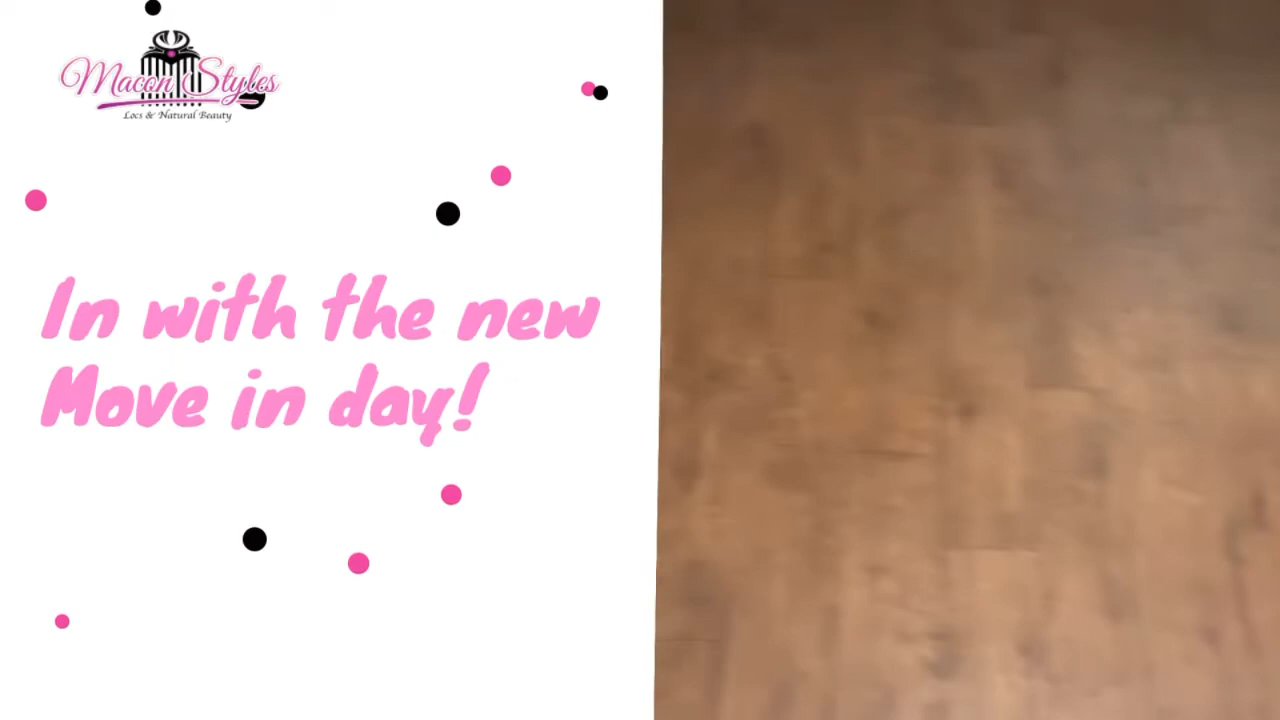 Macon Styles
Locs & Natural Beauty
In with the new
Move in day!